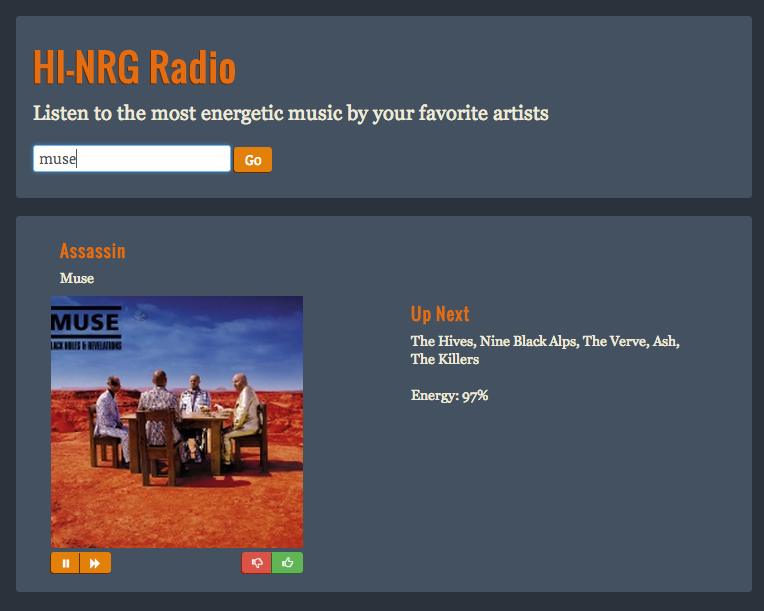 HI-NRG Radio
Listen to the most energetic music by your favorite artists
muse
Go
Assassin
Muse
MUSE
BLACK HOLES & REVELATIONS
Up Next
The Hives, Nine Black Alps, The Verve, Ash,
The Killers
Energy: 97%